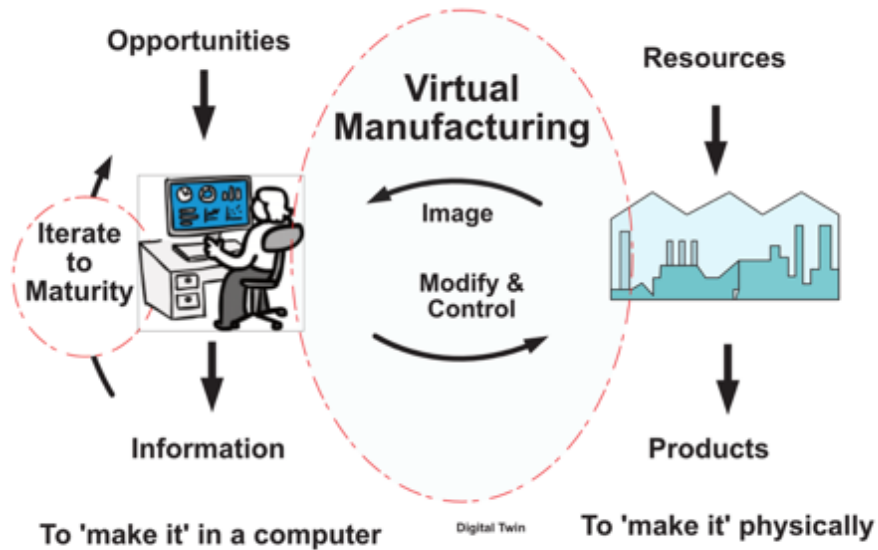 Opportunities
Virtual
Manufacturing
Resources
Image
Iterate
to
Maturity
Modify &
Control
Information
Products
To 'make it' in a computer
Digital Twin
To 'make it' physically